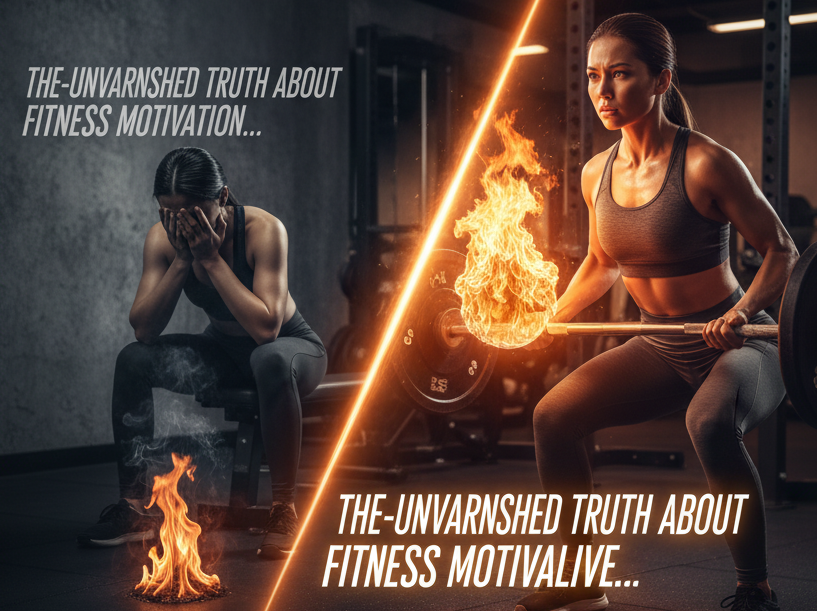 THE-UNVARNSHED TRUTH ABOUT
FITNESS MOTIVATION...
THE-UNVARNSHED TRUTH ABOUT
FITNESS MOTIVALIVE...